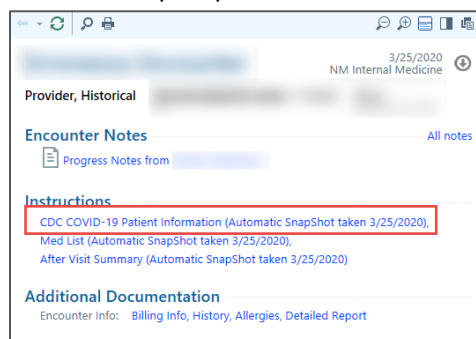 3/25/2020
NM Internal Medicine
Provider, Historical
Encounter Notes
All notes
Progress Notes from
Instructions
CDC COVID-19 Patient Information (Automatic SnapShot taken 3/25/2020),
Med List (Automatic SnapShot taken 3/25/2020),
After Visit Summary (Automatic SnapShot taken 3/25/2020)
Additional Documentation
Encounter Info: Billing Info, History, Allergies, Detailed Report